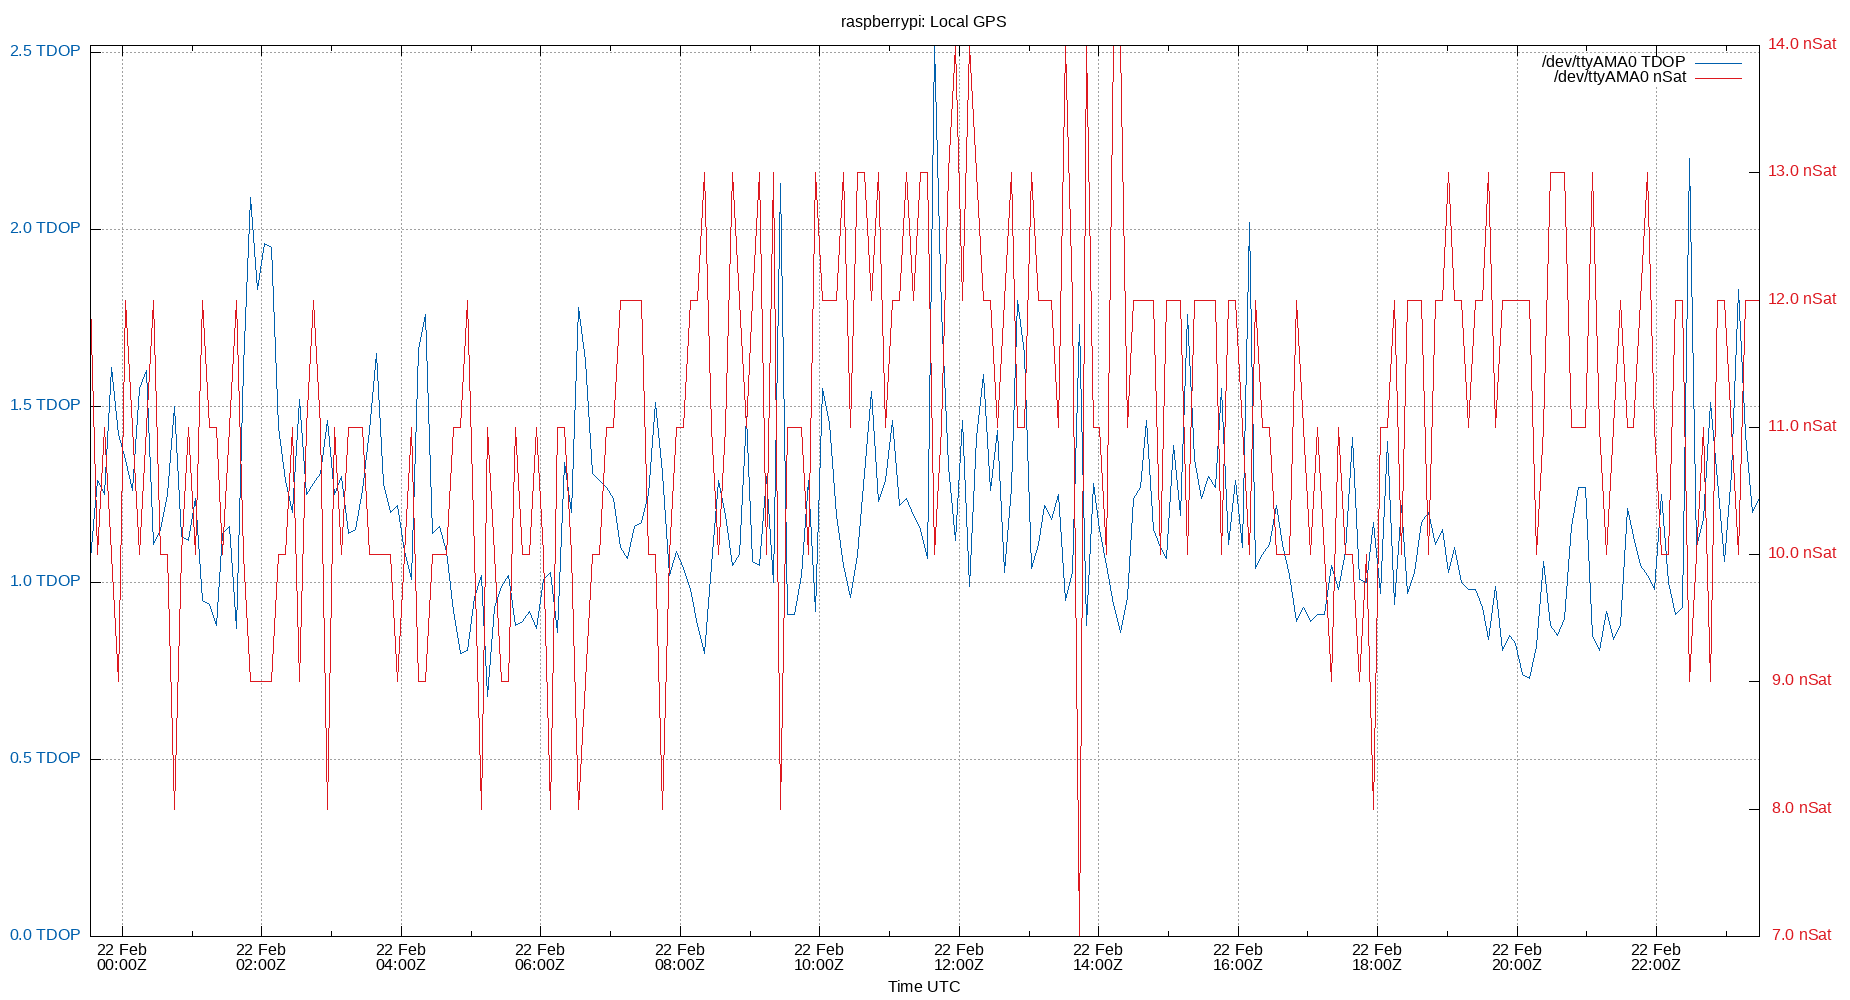 raspberrypi: Local GPS
2.5 TDOP
2.0 TDOP
1.5 TDOP
1.0 TDOP
0.5 TDOP
0.0 TDOP
14.0 nSat
13.0 nSat
12.0 nSat
11.0 nSat
10.0 nSat
9.0 nSat
8.0 nSat
7.0 nSat
/dev/ttyAMA0 TDOP
/dev/ttyAMA0 nSat
22 Feb
00:00Z
22 Feb
02:00Z
22 Feb
04:00Z
22 Feb
06:00Z
22 Feb
08:00Z
22 Feb
10:00Z
22 Feb
12:00Z
22 Feb
14:00Z
22 Feb
16:00Z
22 Feb
18:00Z
22 Feb
20:00Z
22 Feb
22:00Z
Time UTC